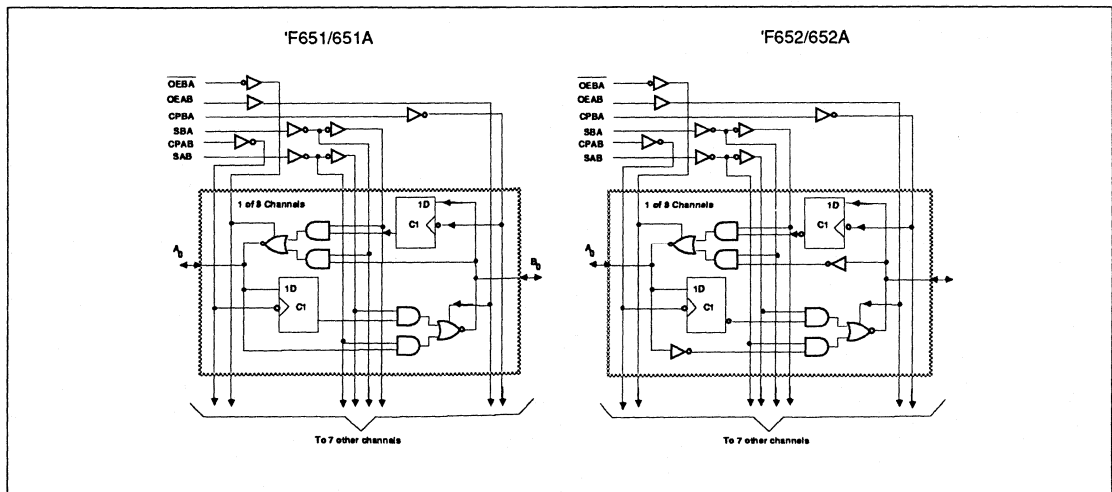 'F651/651A
OEBA
OEAB
CPBA
SBA
CPAB
SAB
1 of 8 Channels
1D
C1
A0
B0
1D
C1
To 7 other channels
'F652/652A
OEBA
OEAB
CPBA
SBA
CPAB
SAB
1 of 8 Channels
1D
C1
A0
1D
C1
To 7 other channels